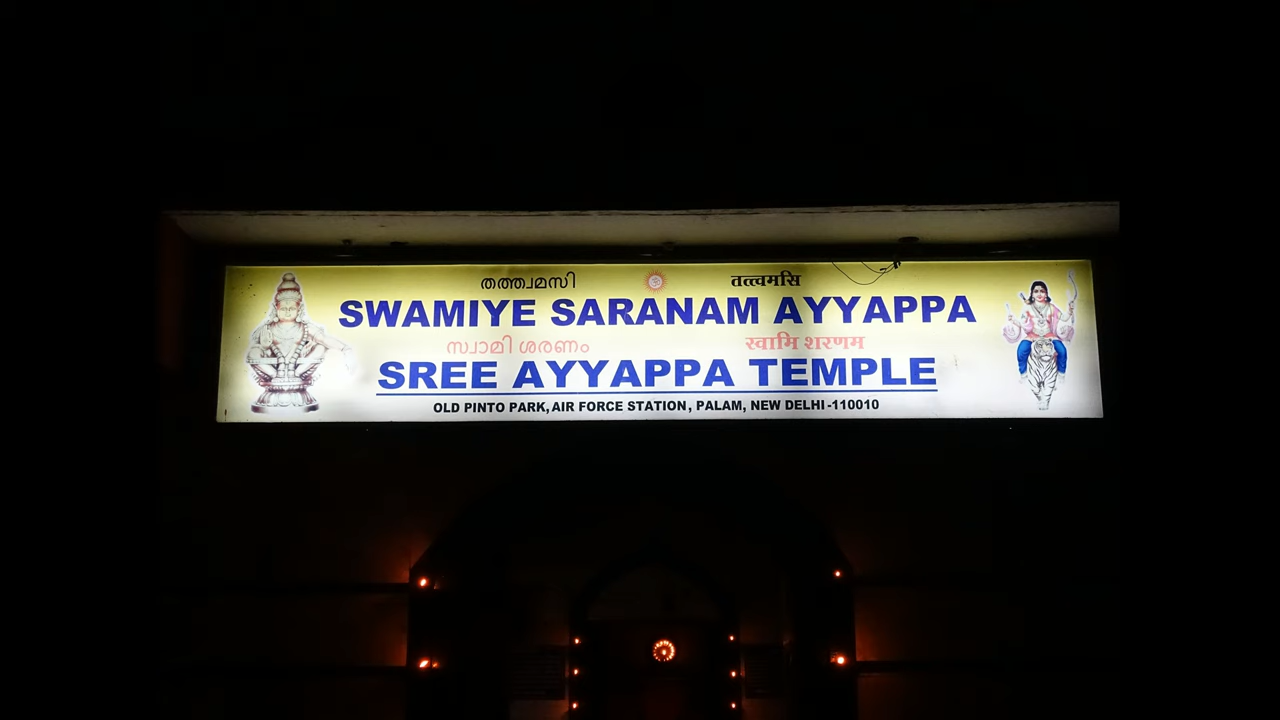 തത്ത്വമസി तत्त्वमसि
SWAMIYE SARANAM AYYAPPA
സ്വാമി ശരണം स्वामि शरणम
SREE AYYAPPA TEMPLE
OLD PINTO PARK, AIR FORCE STATION, PALAM, NEW DELHI-110010